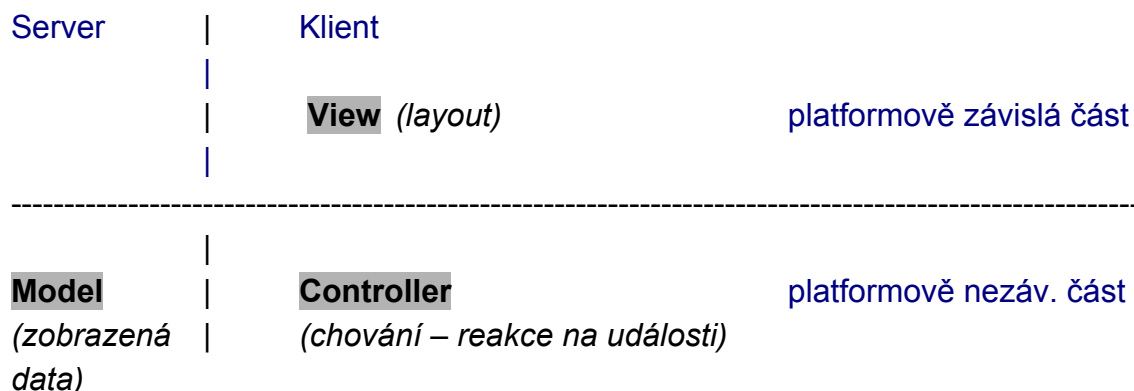 Server | Klient
|
| View (layout) platformově závislá část
|
------------------------------------------------------------------------------------------------------------
|
Model | Controller platformově nezáv. část
(zobrazená | (chování – reakce na události)
data)